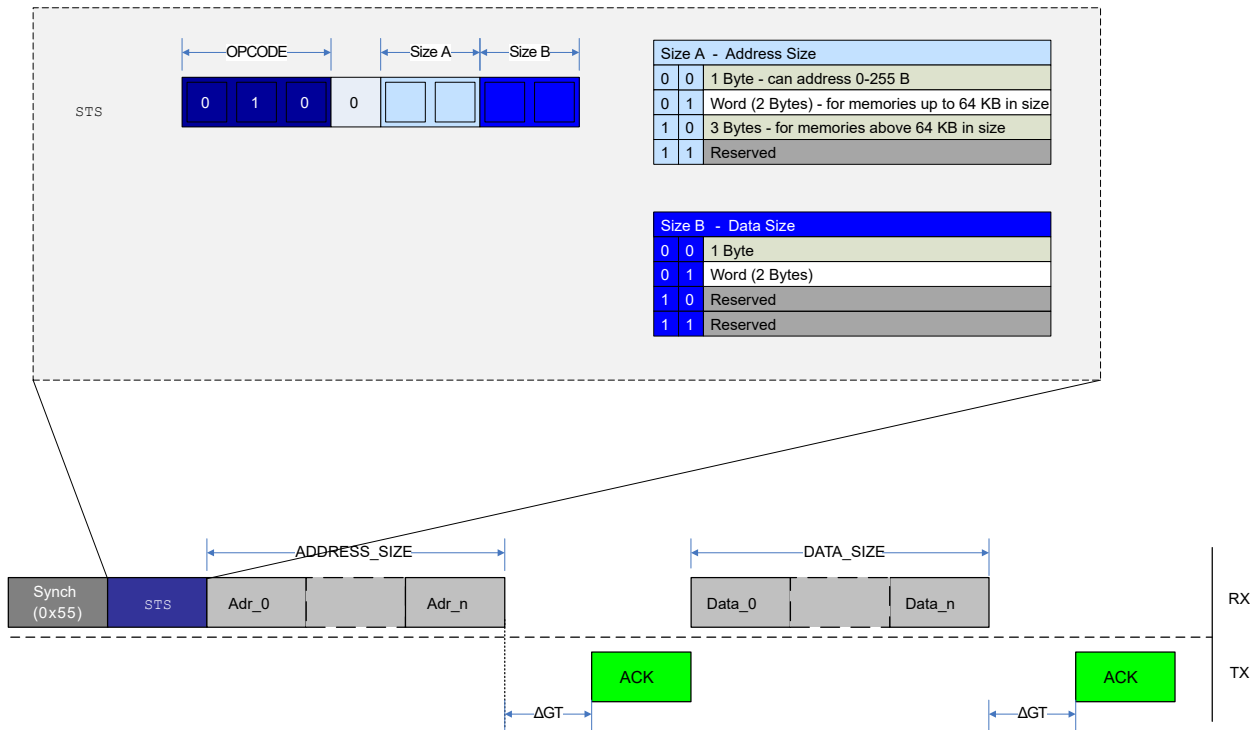 OPCODE Size A Size B
STS 0 1 0 0
Size A - Address Size
0 0 1 Byte - can address 0-255 B
0 1 Word (2 Bytes) - for memories up to 64 KB in size
1 0 3 Bytes - for memories above 64 KB in size
1 1 Reserved
Size B - Data Size
0 0 1 Byte
0 1 Word (2 Bytes)
1 0 Reserved
1 1 Reserved
ADDRESS_SIZE DATA_SIZE
Synch
(0x55)
STS Adr_0 Adr_n Data_0 Data_n RX
ACK ACK TX
ΔGT ΔGT